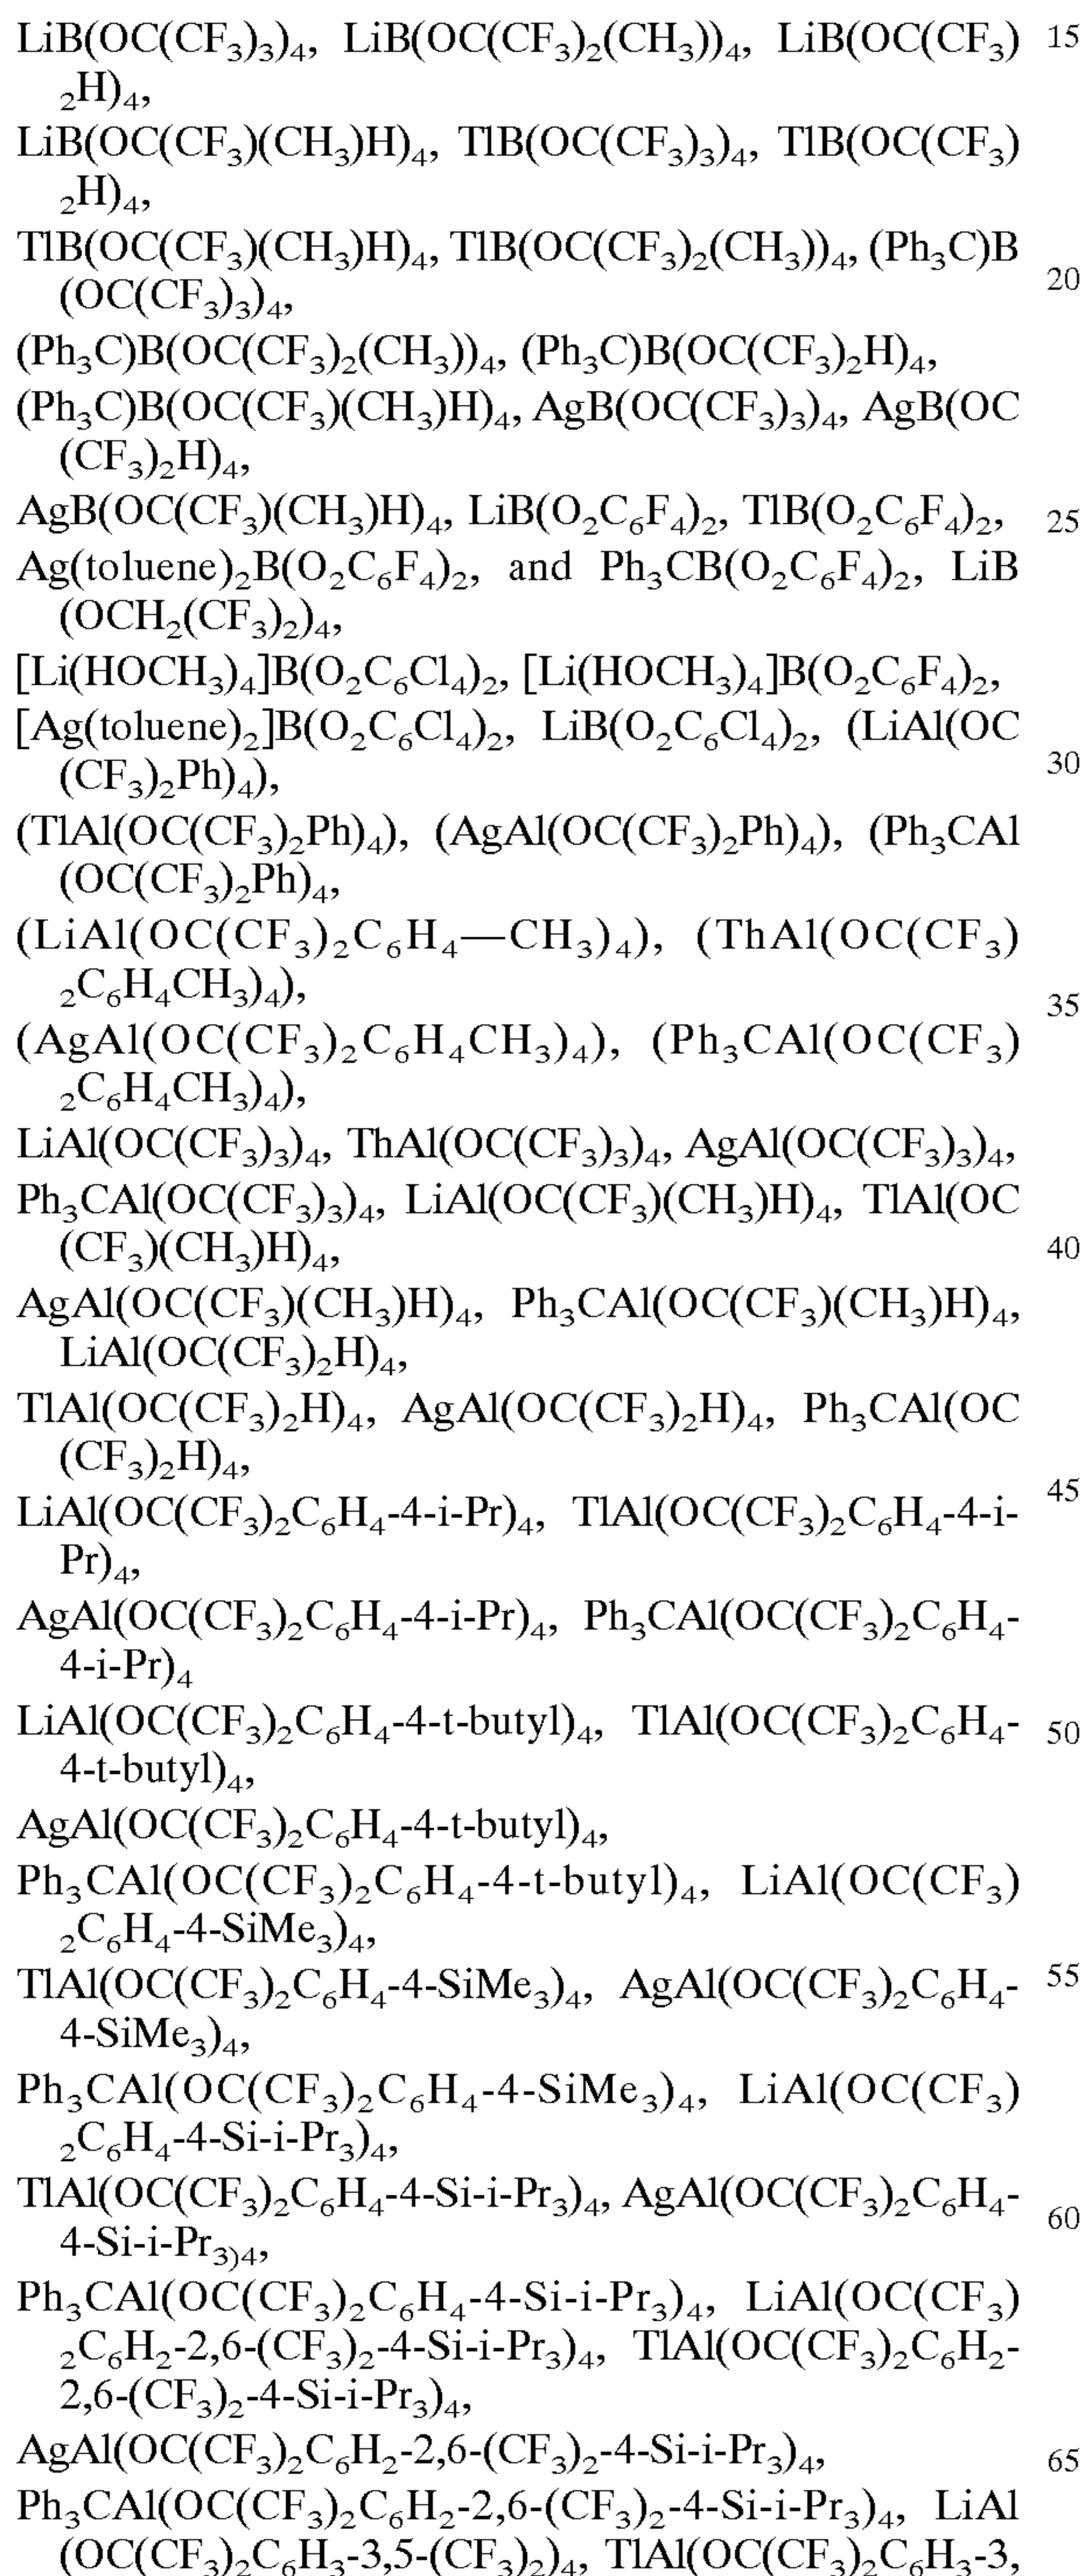 LiB(OC(CF₃)₃)₄, LiB(OC(CF₃)₂(CH₃))₄, LiB(OC(CF₃) 15
₂H)₄,
LiB(OC(CF₃)(CH₃)H)₄, TlB(OC(CF₃)₃)₄, TlB(OC(CF₃)
₂H)₄,
TlB(OC(CF₃)(CH₃)H)₄, TlB(OC(CF₃)₂(CH₃))₄, (Ph₃C)B
20
(OC(CF₃)₃)₄,
(Ph₃C)B(OC(CF₃)₂(CH₃))₄, (Ph₃C)B(OC(CF₃)₂H)₄,
(Ph₃C)B(OC(CF₃)(CH₃)H)₄, AgB(OC(CF₃)₃)₄, AgB(OC
(CF₃)₂H)₄,
AgB(OC(CF₃)(CH₃)H)₄, LiB(O₂C₆F₄)₂, TlB(O₂C₆F₄)₂, 25
Ag(toluene)₂B(O₂C₆F₄)₂, and Ph₃CB(O₂C₆F₄)₂, LiB
(OCH₂(CF₃)₂)₄,
[Li(HOCH₃)₄]B(O₂C₆Cl₄)₂, [Li(HOCH₃)₄]B(O₂C₆F₄)₂,
[Ag(toluene)₂]B(O₂C₆Cl₄)₂, LiB(O₂C₆Cl₄)₂, (LiAl(OC
30
(CF₃)₂Ph)₄),
(TlAl(OC(CF₃)₂Ph)₄), (AgAl(OC(CF₃)₂Ph)₄), (Ph₃CAl
(OC(CF₃)₂Ph)₄,
(LiAl(OC(CF₃)₂C₆H₄—CH₃)₄), (ThAl(OC(CF₃)
₂C₆H₄CH₃)₄),
35
(AgAl(OC(CF₃)₂C₆H₄CH₃)₄), (Ph₃CAl(OC(CF₃)
₂C₆H₄CH₃)₄),
LiAl(OC(CF₃)₃)₄, ThAl(OC(CF₃)₃)₄, AgAl(OC(CF₃)₃)₄,
Ph₃CAl(OC(CF₃)₃)₄, LiAl(OC(CF₃)(CH₃)H)₄, TlAl(OC
(CF₃)(CH₃)H)₄, 40
AgAl(OC(CF₃)(CH₃)H)₄, Ph₃CAl(OC(CF₃)(CH₃)H)₄,
LiAl(OC(CF₃)₂H)₄,
TlAl(OC(CF₃)₂H)₄, AgAl(OC(CF₃)₂H)₄, Ph₃CAl(OC
(CF₃)₂H)₄,
45
LiAl(OC(CF₃)₂C₆H₄-4-i-Pr)₄, TlAl(OC(CF₃)₂C₆H₄-4-i-
Pr)₄,
AgAl(OC(CF₃)₂C₆H₄-4-i-Pr)₄, Ph₃CAl(OC(CF₃)₂C₆H₄-
4-i-Pr)₄
LiAl(OC(CF₃)₂C₆H₄-4-t-butyl)₄, TlAl(OC(CF₃)₂C₆H₄- 50
4-t-butyl)₄,
AgAl(OC(CF₃)₂C₆H₄-4-t-butyl)₄,
Ph₃CAl(OC(CF₃)₂C₆H₄-4-t-butyl)₄, LiAl(OC(CF₃)
₂C₆H₄-4-SiMe₃)₄,
TlAl(OC(CF₃)₂C₆H₄-4-SiMe₃)₄, AgAl(OC(CF₃)₂C₆H₄- 55
4-SiMe₃)₄,
Ph₃CAl(OC(CF₃)₂C₆H₄-4-SiMe₃)₄, LiAl(OC(CF₃)
₂C₆H₄-4-Si-i-Pr₃)₄,
TlAl(OC(CF₃)₂C₆H₄-4-Si-i-Pr₃)₄, AgAl(OC(CF₃)₂C₆H₄-
60
4-Si-i-Pr₃₎₄,
Ph₃CAl(OC(CF₃)₂C₆H₄-4-Si-i-Pr₃)₄, LiAl(OC(CF₃)
₂C₆H₂-2,6-(CF₃)₂-4-Si-i-Pr₃)₄, TlAl(OC(CF₃)₂C₆H₂-
2,6-(CF₃)₂-4-Si-i-Pr₃)₄,
AgAl(OC(CF₃)₂C₆H₂-2,6-(CF₃)₂-4-Si-i-Pr₃)₄, 65
Ph₃CAl(OC(CF₃)₂C₆H₂-2,6-(CF₃)₂-4-Si-i-Pr₃)₄, LiAl
(OC(CF₃)₂C₆H₃-3,5-(CF₃)₂)₄, TlAl(OC(CF₃)₂C₆H₃-3,